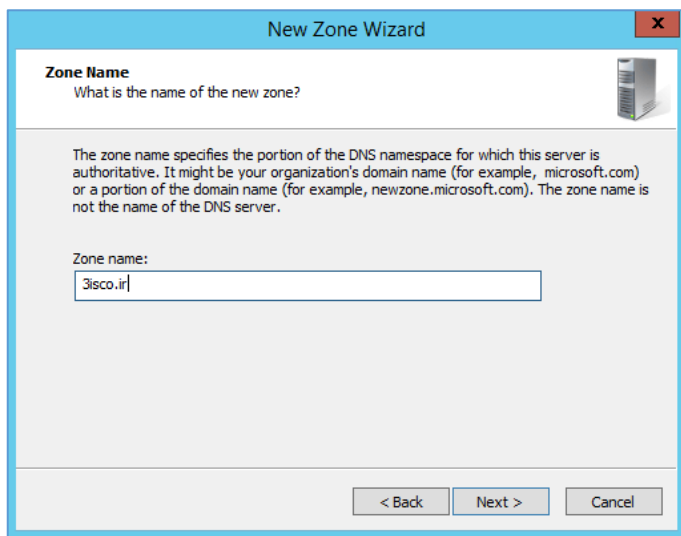 New Zone Wizard
x
Zone Name
What is the name of the new zone?
The zone name specifies the portion of the DNS namespace for which this server is
authoritative. It might be your organization's domain name (for example, microsoft.com)
or a portion of the domain name (for example, newzone.microsoft.com). The zone name is
not the name of the DNS server.
Zone name:
3isco.ir
< Back
Next >
Cancel